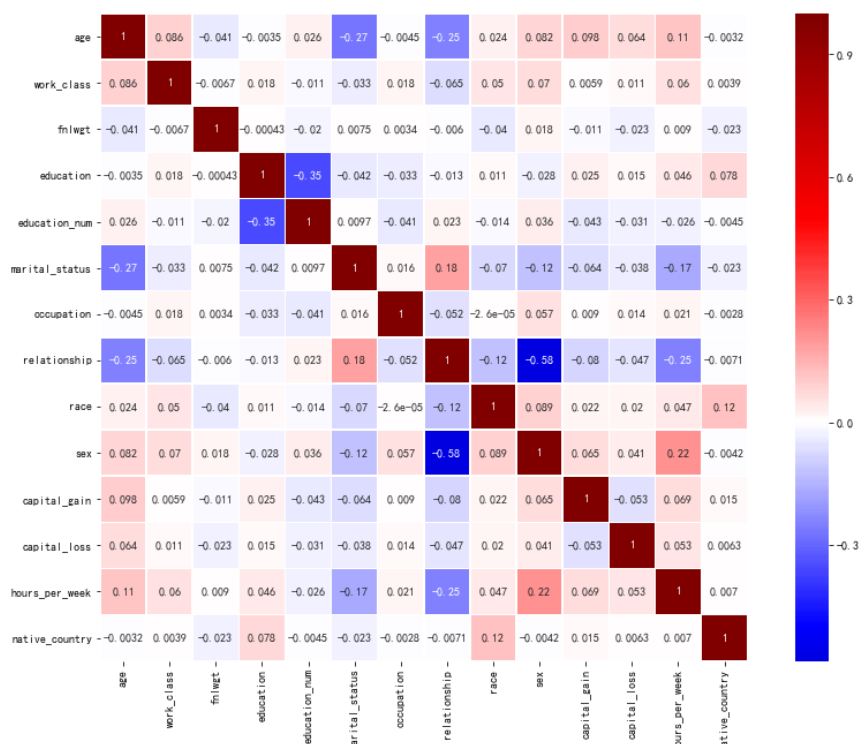 age 1 0.086 -0.041 -0.0035 0.026 -0.27 -0.0045 -0.25 0.024 0.082 0.098 0.064 0.11 -0.0032
work_class 0.086 1 -0.0067 0.018 -0.011 -0.033 0.018 -0.065 0.05 0.07 0.0059 0.011 0.06 0.0039
fnlwgt -0.041 -0.0067 1 -0.00043 -0.02 0.0075 0.0034 -0.006 -0.04 0.018 -0.011 -0.023 0.009 -0.023
education -0.0035 0.018 -0.00043 1 -0.35 -0.042 -0.033 -0.013 0.011 -0.028 0.025 0.015 0.046 0.078
education_num 0.026 -0.011 -0.02 -0.35 1 0.0097 -0.041 0.023 -0.014 0.036 -0.043 -0.031 -0.026 -0.0045
marital_status -0.27 -0.033 0.0075 -0.042 0.0097 1 0.016 0.18 -0.07 -0.12 -0.064 -0.038 -0.17 -0.023
occupation -0.0045 0.018 0.0034 -0.033 -0.041 0.016 1 -0.052 -2.6e-05 0.057 0.009 0.014 0.021 -0.0028
relationship -0.25 -0.065 -0.006 -0.013 0.023 0.18 -0.052 1 -0.12 -0.58 -0.08 -0.047 -0.25 -0.0071
race 0.024 0.05 -0.04 0.011 -0.014 -0.07 -2.6e-05 -0.12 1 0.089 0.022 0.02 0.047 0.12
sex 0.082 0.07 0.018 -0.028 0.036 -0.12 0.057 -0.58 0.089 1 0.065 0.041 0.22 -0.0042
capital_gain 0.098 0.0059 -0.011 0.025 -0.043 -0.064 0.009 -0.08 0.022 0.065 1 -0.053 0.069 0.015
capital_loss 0.064 0.011 -0.023 0.015 -0.031 -0.038 0.014 -0.047 0.02 0.041 -0.053 1 0.053 0.0063
hours_per_week 0.11 0.06 0.009 0.046 -0.026 -0.17 0.021 -0.25 0.047 0.22 0.069 0.053 1 0.007
native_country -0.0032 0.0039 -0.023 0.078 -0.0045 -0.023 -0.0028 -0.0071 0.12 -0.0042 0.015 0.0063 0.007 1
age
work_class
fnlwgt
education
education_num
marital_status
occupation
relationship
race
sex
capital_gain
capital_loss
ours_per_week
ative_country
0.9
0.6
0.3
0.0
-0.3